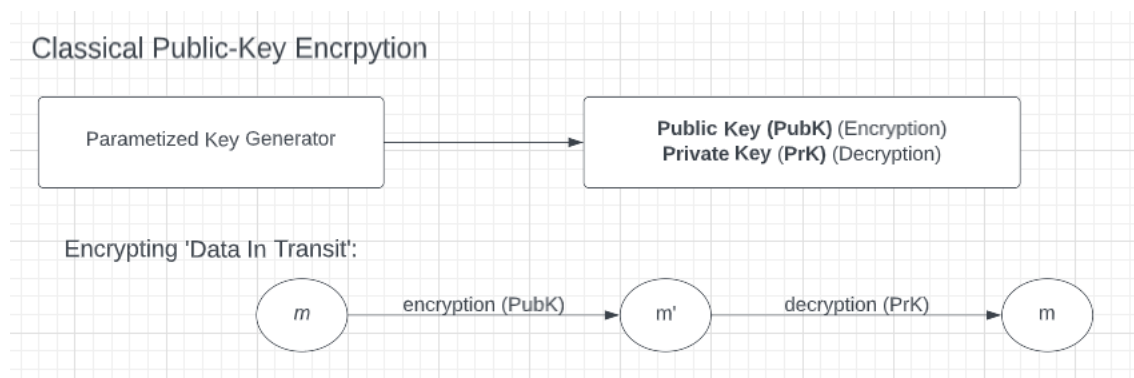 Classical Public-Key Encrpytion
Parametized Key Generator
Public Key (PubK) (Encryption)
Private Key (PrK) (Decryption)
Encrypting 'Data In Transit':
m
encryption (PubK)
m'
decryption (PrK)
m